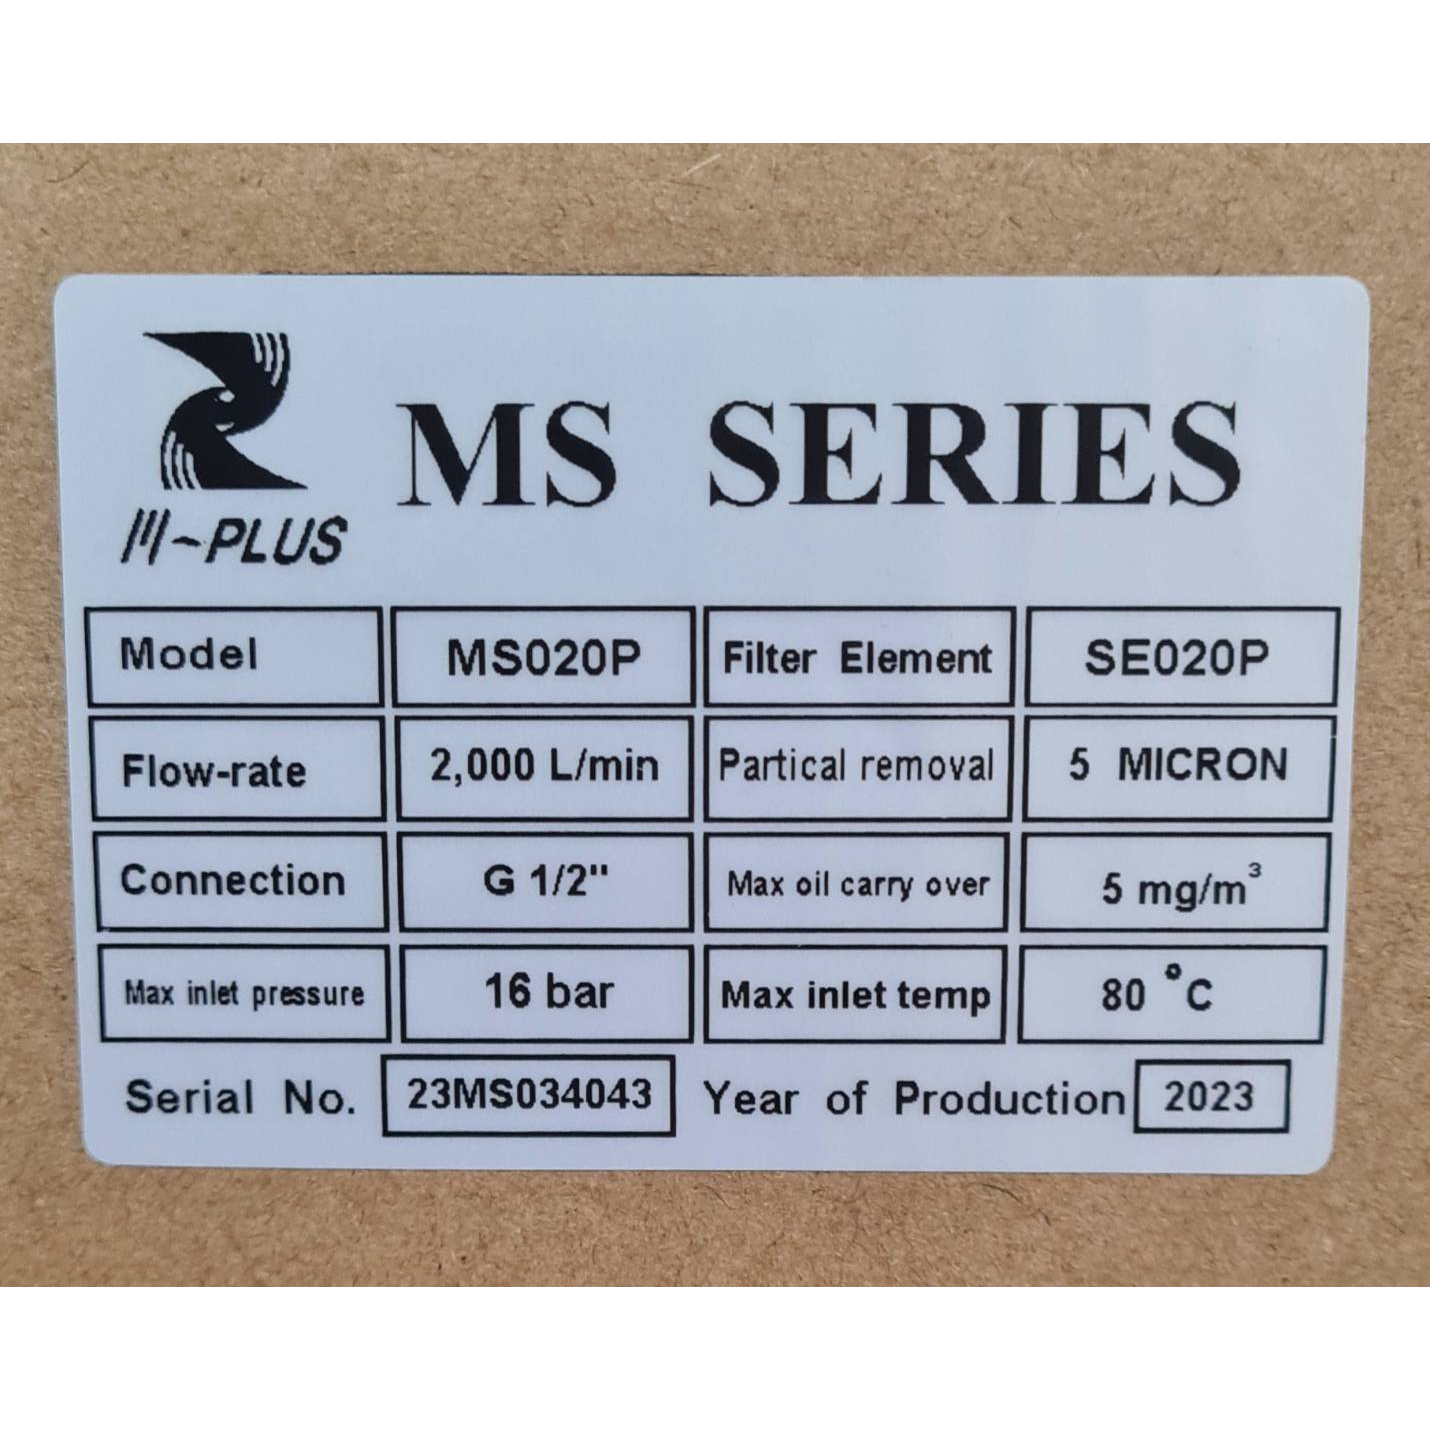 MS SERIES
M-PLUS
Model MS020P Filter Element SE020P
Flow-rate 2,000 L/min Partical removal 5 MICRON
Connection G 1/2" Max oil carry over 5 mg/m³
Max inlet pressure 16 bar Max inlet temp 80 °C
Serial No. 23MS034043 Year of Production 2023